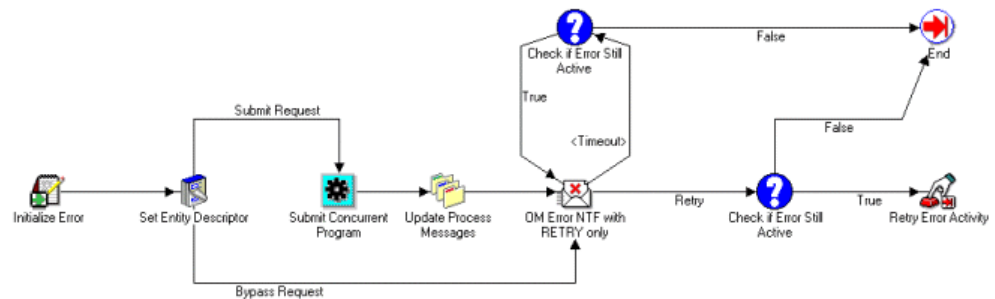 Check if Error Still
Active
False
End
True
Submit Request
<Timeout>
False
Initialize Error
Set Entity Descriptor
Submit Concurrent
Program
Update Process
Messages
OM Error NTF with
RETRY only
Retry
Check if Error Still
Active
True
Retry Error Activity
Bypass Request